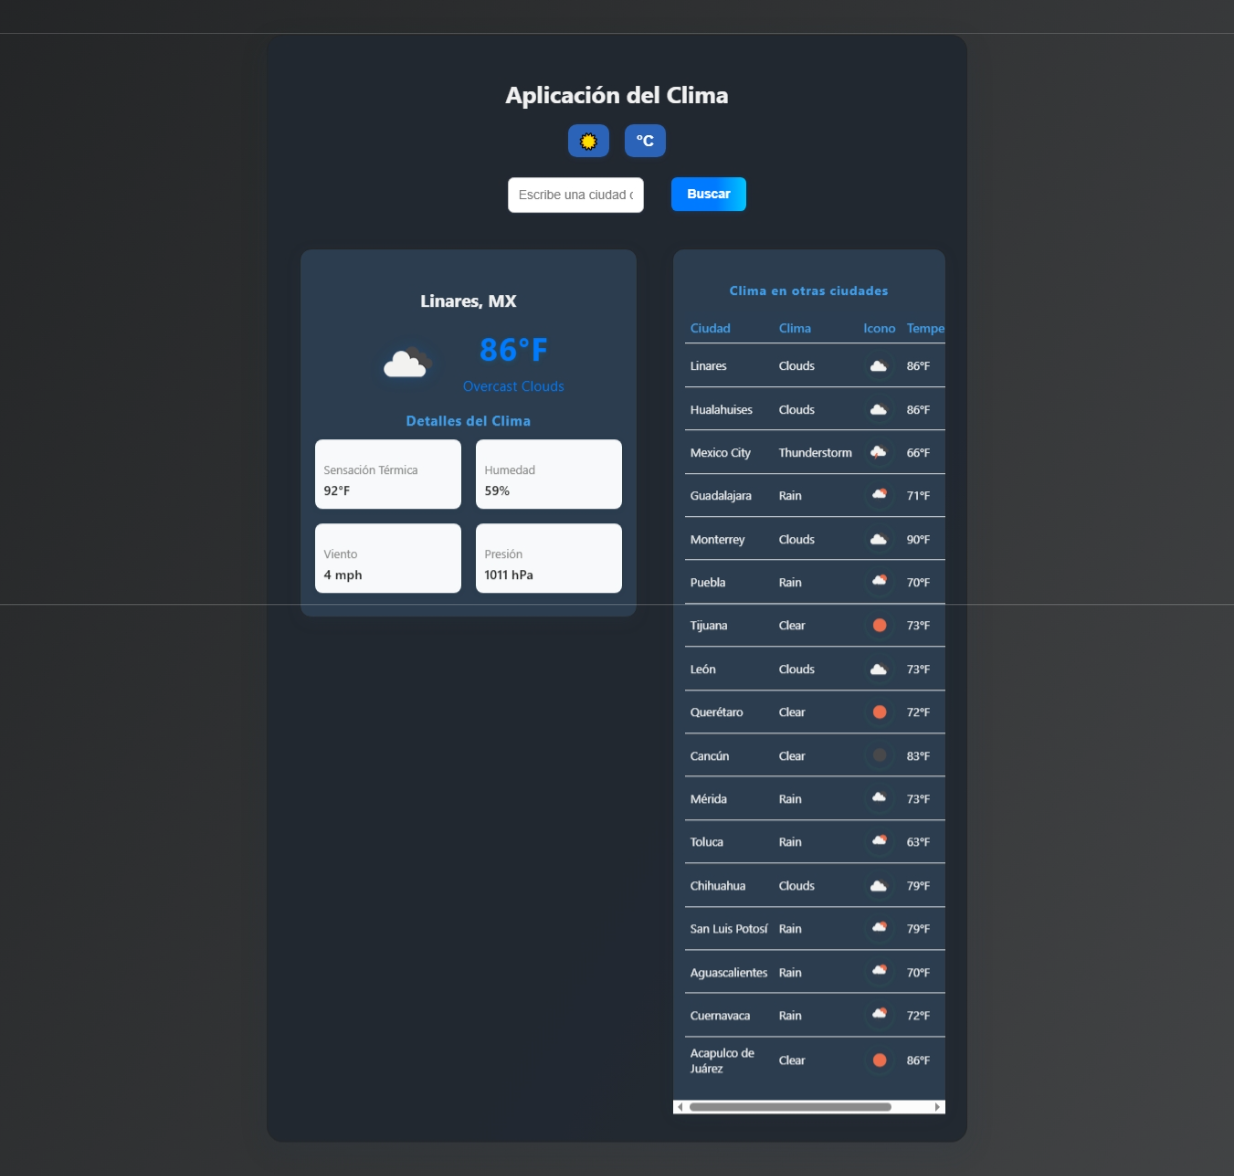 Aplicación del Clima
°C
Escribe una ciudad
Buscar
Linares, MX
86°F
Overcast Clouds
Detalles del Clima
Sensación Térmica
92°F
Humedad
59%
Viento
4 mph
Presión
1011 hPa
Clima en otras ciudades
Ciudad Clima Icono Tempe
Linares Clouds 86°F
Hualahuises Clouds 86°F
Mexico City Thunderstorm 66°F
Guadalajara Rain 71°F
Monterrey Clouds 90°F
Puebla Rain 70°F
Tijuana Clear 73°F
León Clouds 73°F
Querétaro Clear 72°F
Cancún Clear 83°F
Mérida Rain 73°F
Toluca Rain 63°F
Chihuahua Clouds 79°F
San Luis Potosí Rain 79°F
Aguascalientes Rain 70°F
Cuernavaca Rain 72°F
Acapulco de
Juárez Clear 86°F